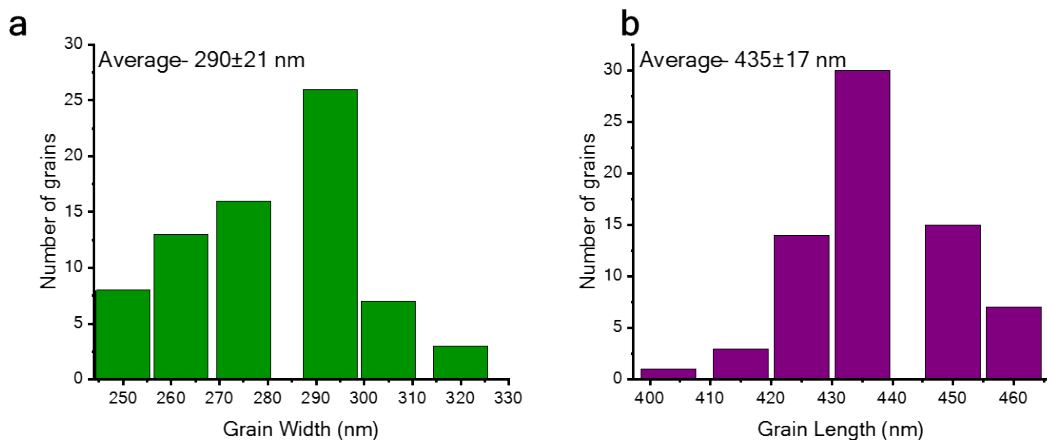 a
30
Average- 290±21 nm
25
20
15
10
5
0
Number of grains
250 260 270 280 290 300 310 320 330
Grain Width (nm)
b
Average- 435±17 nm
30
25
20
15
10
5
0
Number of grains
400 410 420 430 440 450 460
Grain Length (nm)